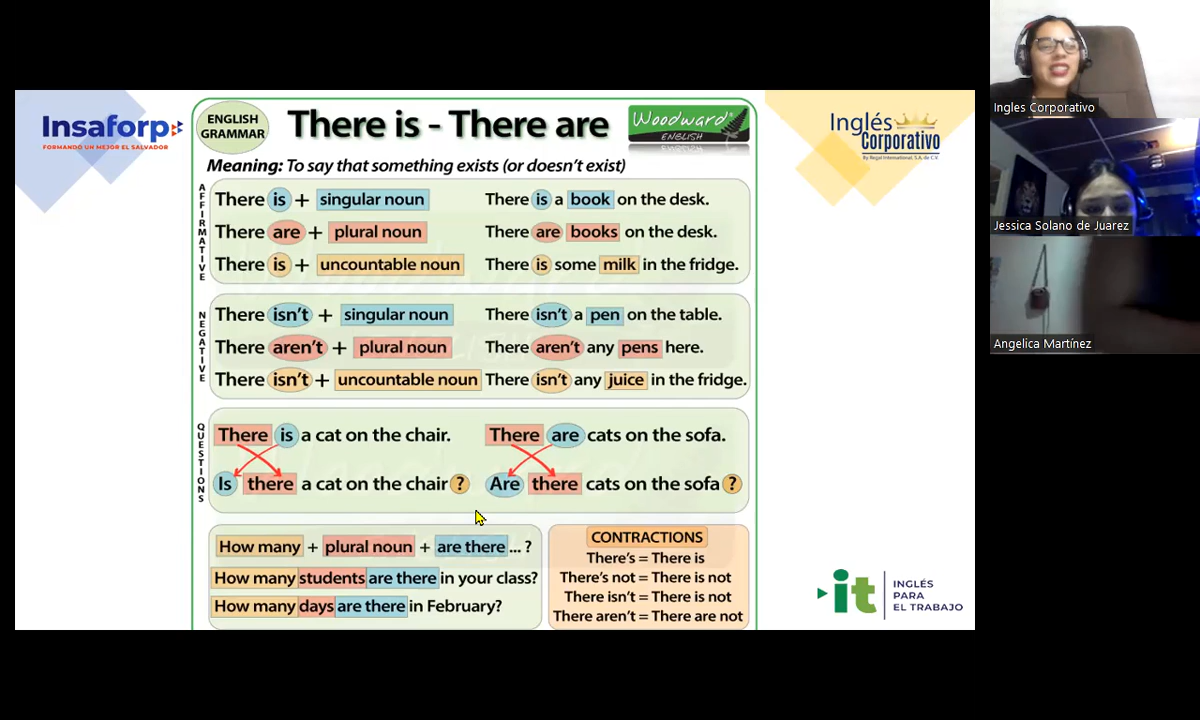 Insaforp
FORMANDO UN MEJOR EL SALVADOR
ENGLISH
GRAMMAR
There is - There are
Woodward®
ENGLISH
Inglés
Corporativo
By Regal International, S.A. de C.V.
Meaning: To say that something exists (or doesn't exist)
AFFIRMATIVE
There is + singular noun There is a book on the desk.
There are + plural noun There are books on the desk.
There is + uncountable noun There is some milk in the fridge.
NEGATIVE
There isn't + singular noun There isn't a pen on the table.
There aren't + plural noun There aren't any pens here.
There isn't + uncountable noun There isn't any juice in the fridge.
QUESTIONS
There is a cat on the chair. There are cats on the sofa.
Is there a cat on the chair ? Are there cats on the sofa ?
How many + plural noun + are there ... ?
How many students are there in your class?
How many days are there in February?
CONTRACTIONS
There's = There is
There's not = There is not
There isn't = There is not
There aren't = There are not
it
INGLÉS
PARA
EL TRABAJO
Ingles Corporativo
Jessica Solano de Juarez
Angelica Martínez